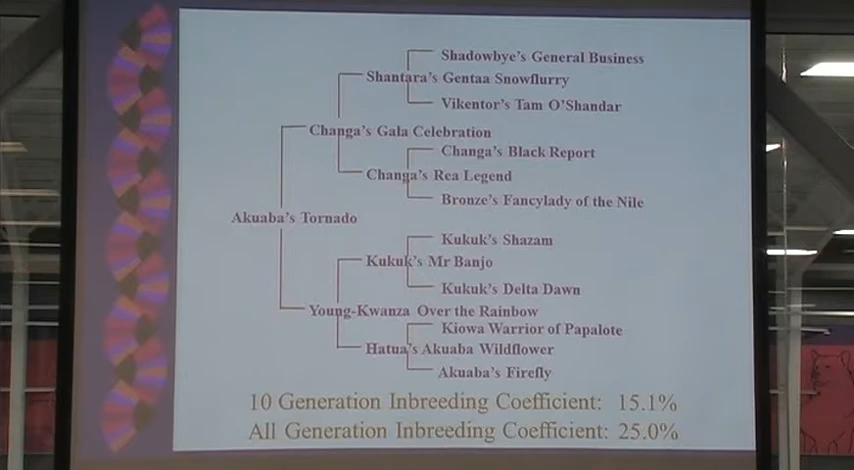 Shadowbye's General Business
Shantara's Gentaa Snowflurry
Vikentor's Tam O'Shandar
Changa's Gala Celebration
Changa's Black Report
Changa's Rea Legend
Bronze's Fancylady of the Nile
Akuaba's Tornado
Kukuk's Shazam
Kukuk's Mr Banjo
Kukuk's Delta Dawn
Young-Kwanza Over the Rainbow
Kiowa Warrior of Papalote
Hatua's Akuaba Wildflower
Akuaba's Firefly
10 Generation Inbreeding Coefficient: 15.1%
All Generation Inbreeding Coefficient: 25.0%